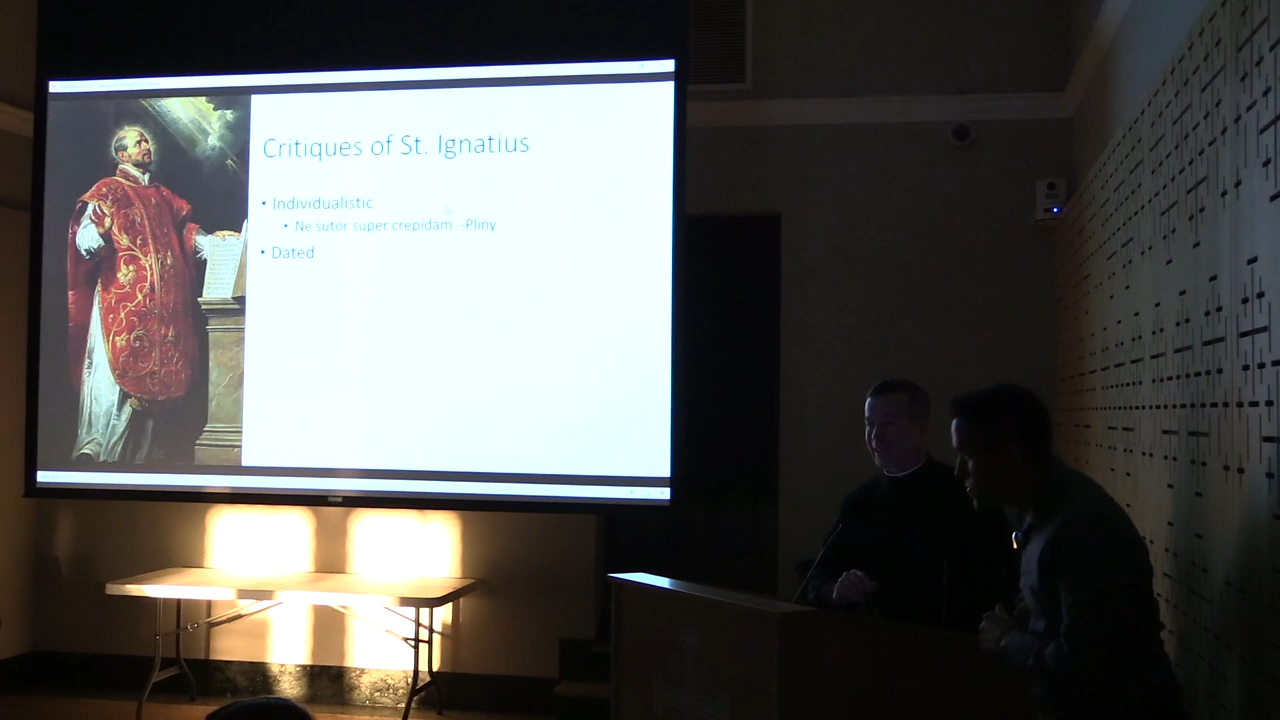 Critiques of St. Ignatius
• Individualistic
• Ne sutor super crepidam -Pliny
• Dated